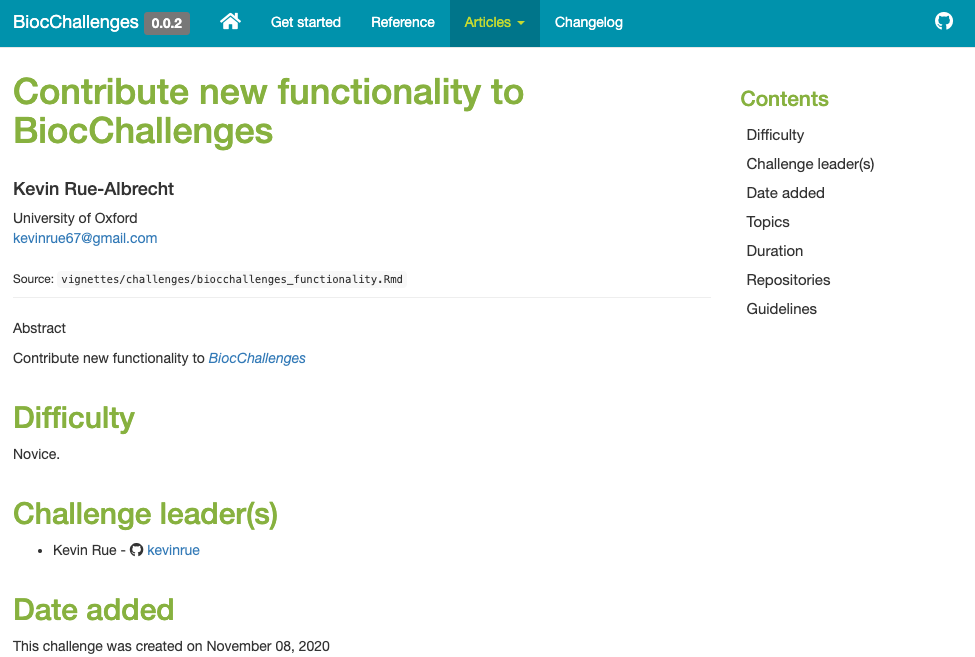 BiocChallenges 0.0.2 Get started Reference Articles Changelog
Contribute new functionality to
BiocChallenges
Kevin Rue-Albrecht
University of Oxford
kevinrue67@gmail.com
Source: vignettes/challenges/biocchallenges_functionality.Rmd
Abstract
Contribute new functionality to BiocChallenges
Difficulty
Novice.
Challenge leader(s)
• Kevin Rue - kevinrue
Date added
This challenge was created on November 08, 2020
Contents
Difficulty
Challenge leader(s)
Date added
Topics
Duration
Repositories
Guidelines